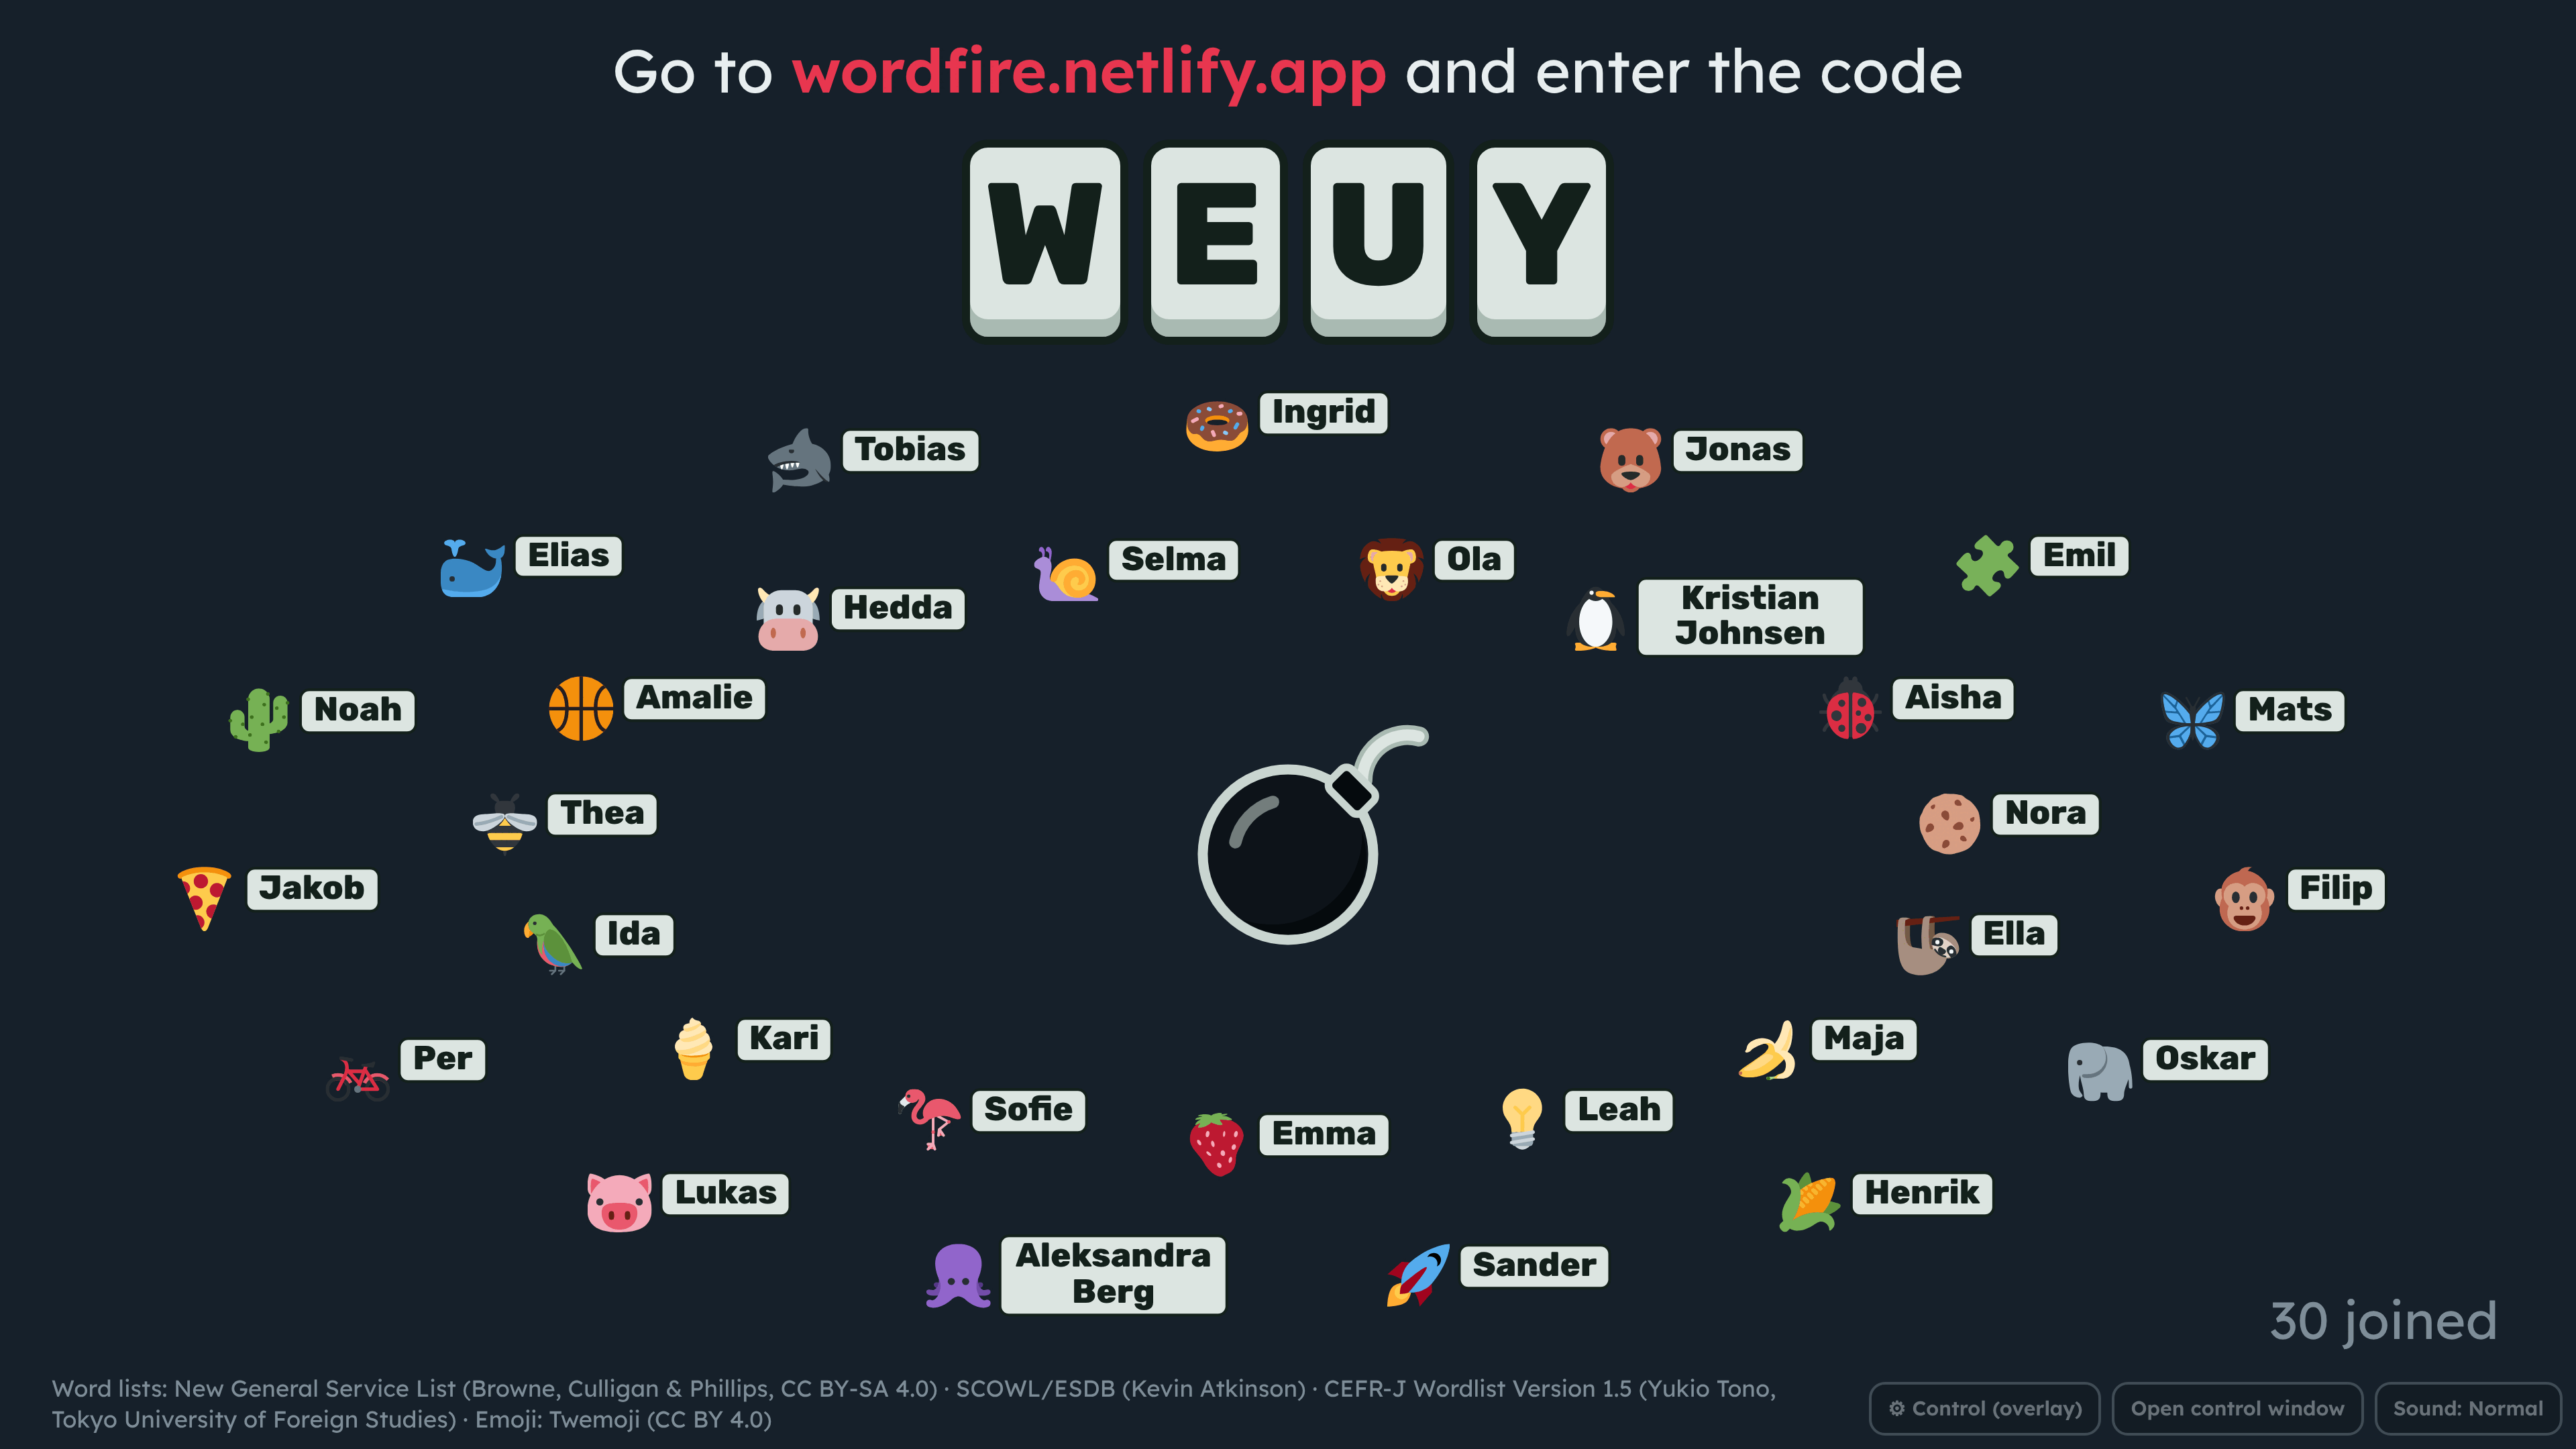 Go to wordfire.netlify.app and enter the code
WEUY
Ingrid
Tobias
Jonas
Elias
Selma
Ola
Emil
Hedda
Kristian
Johnsen
Noah
Amalie
Aisha
Mats
Thea
Nora
Jakob
Filip
Ida
Ella
Kari
Maja
Per
Oskar
Sofie
Leah
Emma
Lukas
Henrik
Aleksandra
Berg
Sander
30 joined
Word lists: New General Service List (Browne, Culligan & Phillips, CC BY-SA 4.0) · SCOWL/ESDB (Kevin Atkinson) · CEFR-J Wordlist Version 1.5 (Yukio Tono,
Tokyo University of Foreign Studies) · Emoji: Twemoji (CC BY 4.0)
⚙ Control (overlay)
Open control window
Sound: Normal